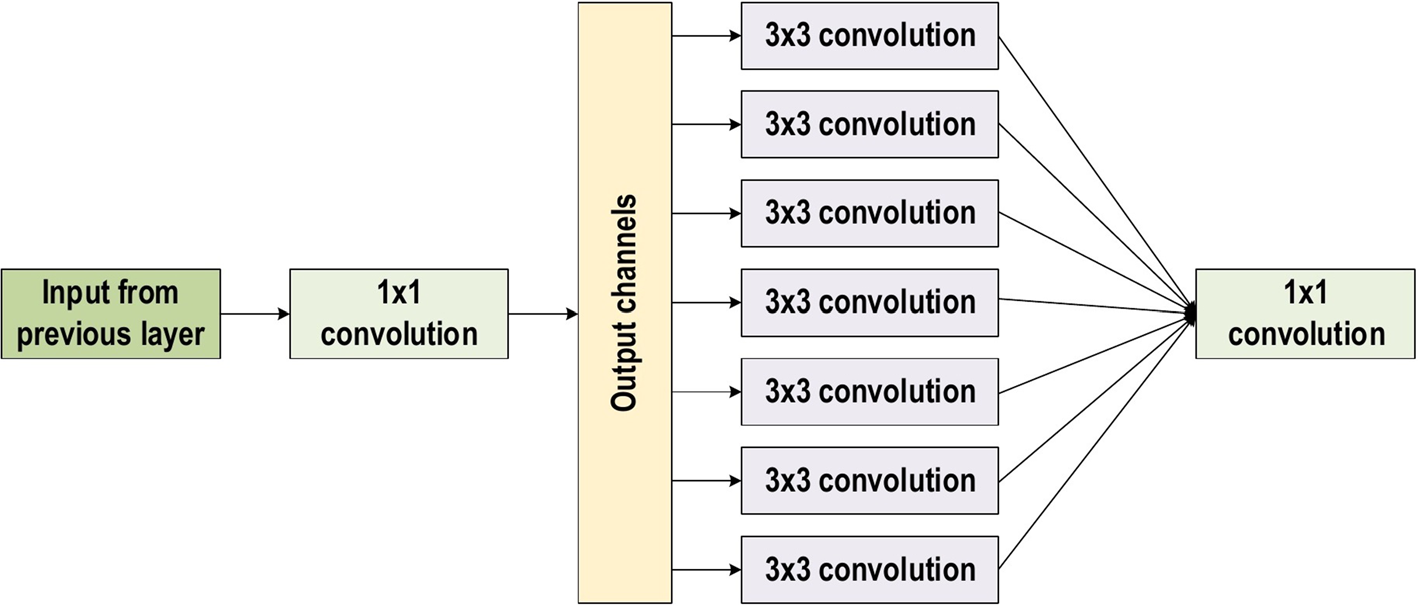 Input from
previous layer
1x1
convolution
Output channels
3x3 convolution
3x3 convolution
3x3 convolution
3x3 convolution
3x3 convolution
3x3 convolution
3x3 convolution
1x1
convolution